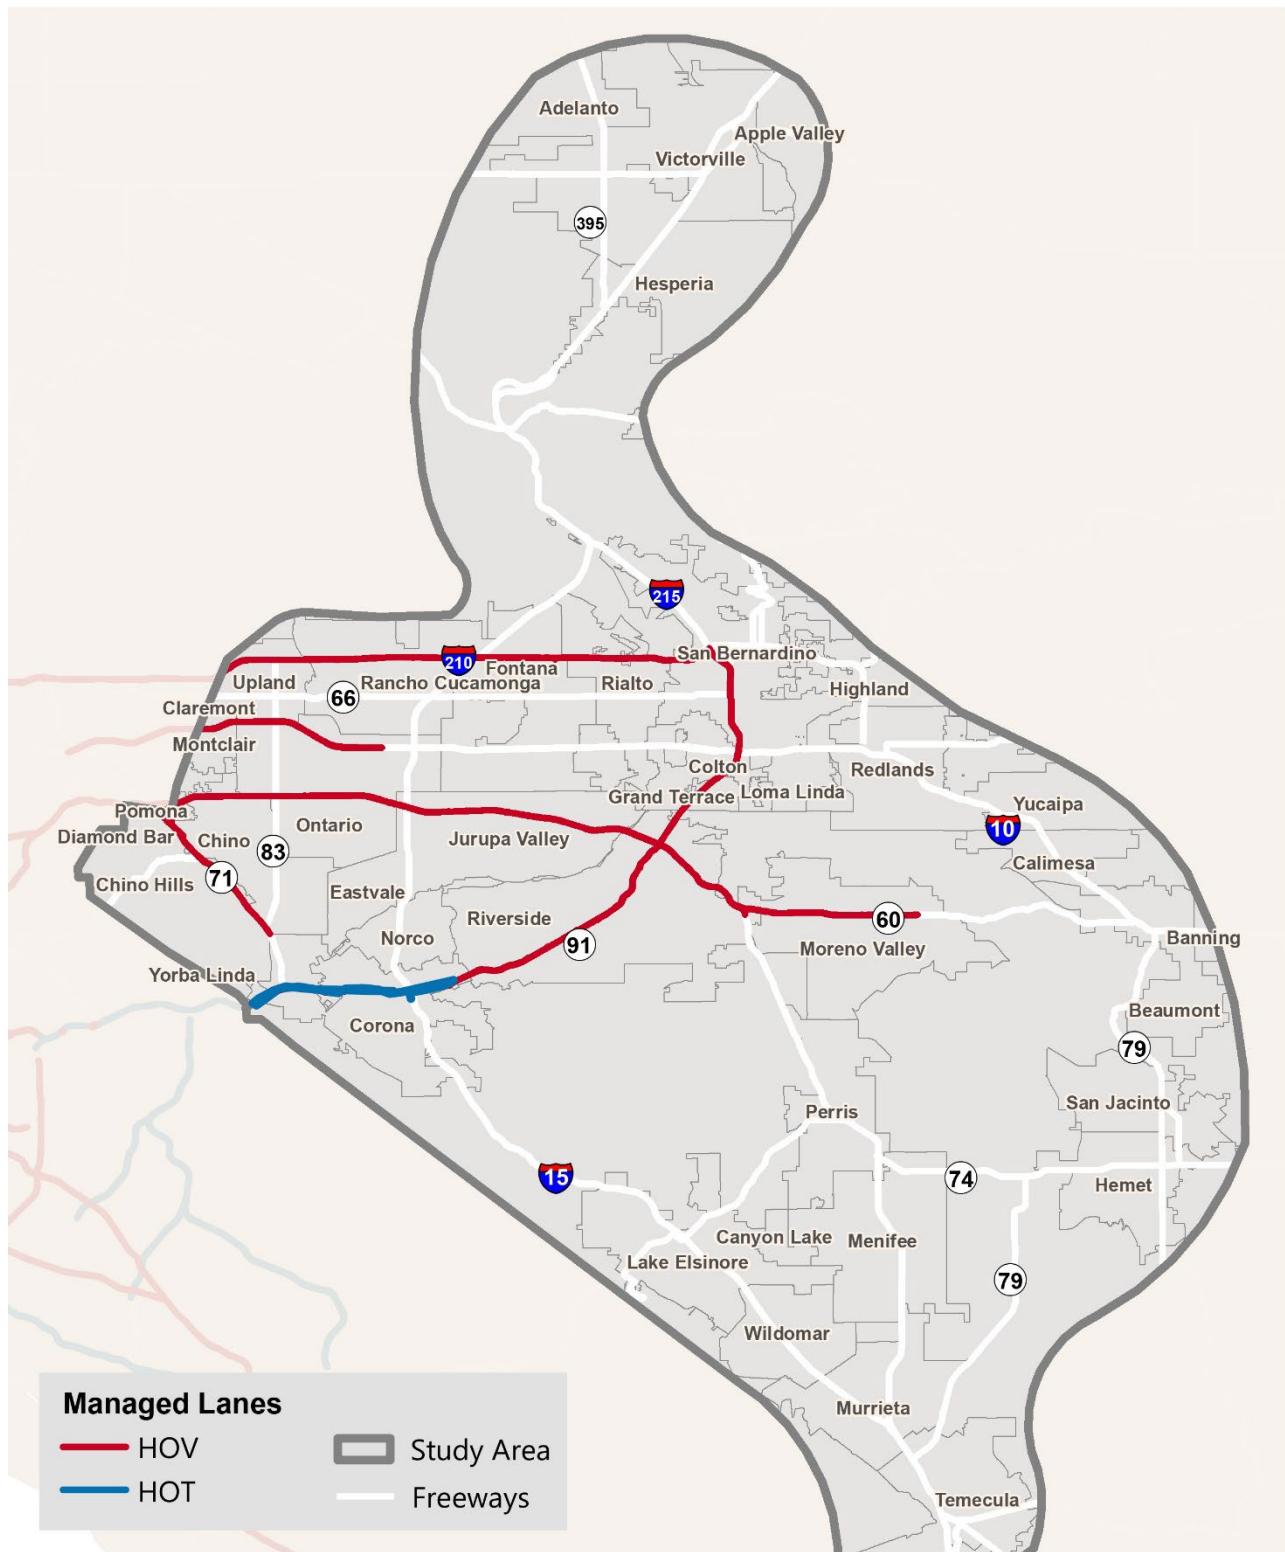 Adelanto
Apple Valley
Victorville
395
Hesperia
215
San Bernardino
210
Fontana
Upland
66
Rancho Cucamonga
Rialto
Highland
Claremont
Montclair
Colton
Redlands
Grand Terrace
Loma Linda
Pomona
Yucaipa
Diamond Bar
Chino
83
Ontario
Jurupa Valley
10
Calimesa
Chino Hills
71
Eastvale
Riverside
60
Norco
91
Moreno Valley
Banning
Yorba Linda
Corona
Beaumont
79
Perris
San Jacinto
15
74
Hemet
Canyon Lake
Menifee
Lake Elsinore
79
Wildomar
Murrieta
Temecula
Managed Lanes
HOV
Study Area
HOT
Freeways